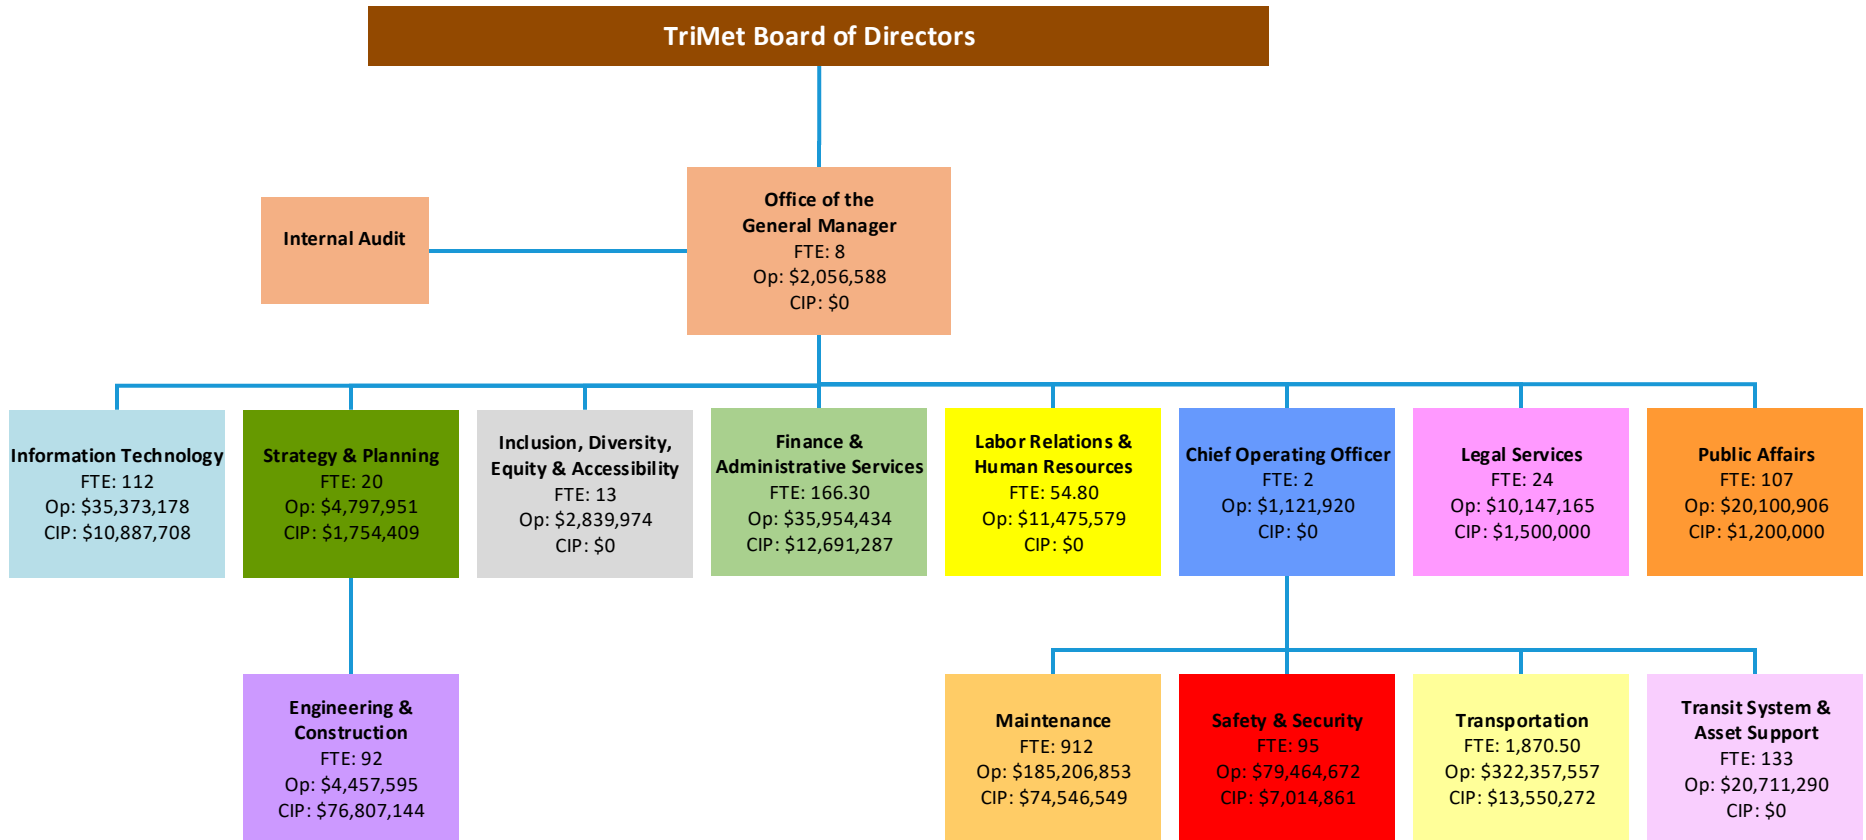 TriMet Board of Directors
Internal Audit
Office of the
General Manager
FTE: 8
Op: $2,056,588
CIP: $0
Information Technology
FTE: 112
Op: $35,373,178
CIP: $10,887,708
Strategy & Planning
FTE: 20
Op: $4,797,951
CIP: $1,754,409
Inclusion, Diversity,
Equity & Accessibility
FTE: 13
Op: $2,839,974
CIP: $0
Finance &
Administrative Services
FTE: 166.30
Op: $35,954,434
CIP: $12,691,287
Labor Relations &
Human Resources
FTE: 54.80
Op: $11,475,579
CIP: $0
Chief Operating Officer
FTE: 2
Op: $1,121,920
CIP: $0
Legal Services
FTE: 24
Op: $10,147,165
CIP: $1,500,000
Public Affairs
FTE: 107
Op: $20,100,906
CIP: $1,200,000
Engineering &
Construction
FTE: 92
Op: $4,457,595
CIP: $76,807,144
Maintenance
FTE: 912
Op: $185,206,853
CIP: $74,546,549
Safety & Security
FTE: 95
Op: $79,464,672
CIP: $7,014,861
Transportation
FTE: 1,870.50
Op: $322,357,557
CIP: $13,550,272
Transit System &
Asset Support
FTE: 133
Op: $20,711,290
CIP: $0